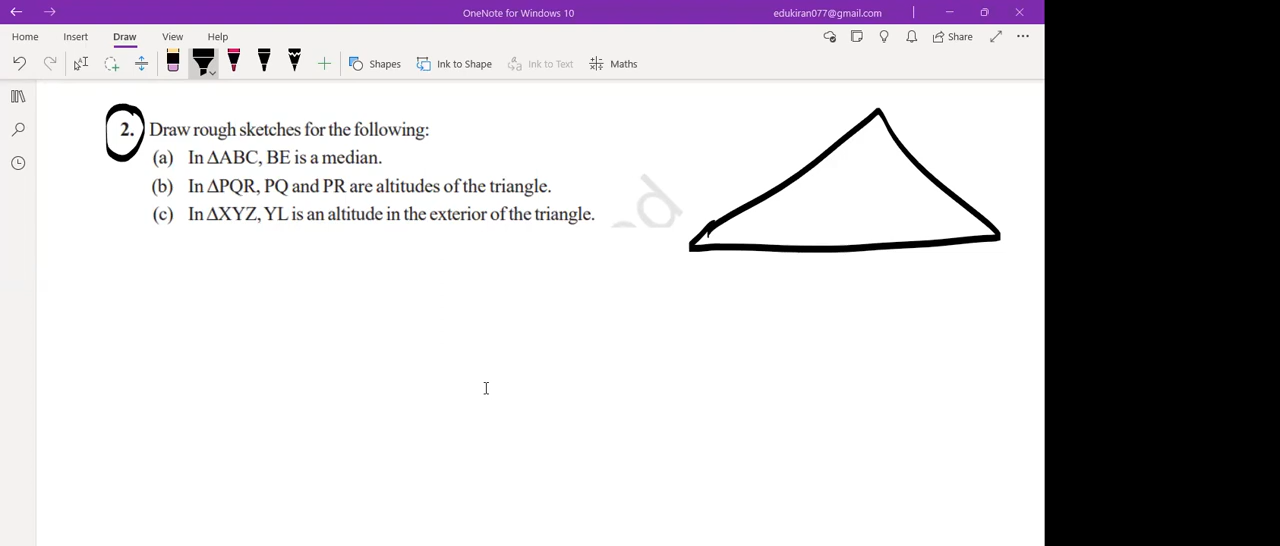 OneNote for Windows 10
edukiran077@gmail.com
Home Insert Draw View Help
Share
Shapes Ink to Shape Ink to Text Maths
2. Draw rough sketches for the following:
(a) In ΔABC, BE is a median.
(b) In ΔPQR, PQ and PR are altitudes of the triangle.
(c) In ΔXYZ, YL is an altitude in the exterior of the triangle.